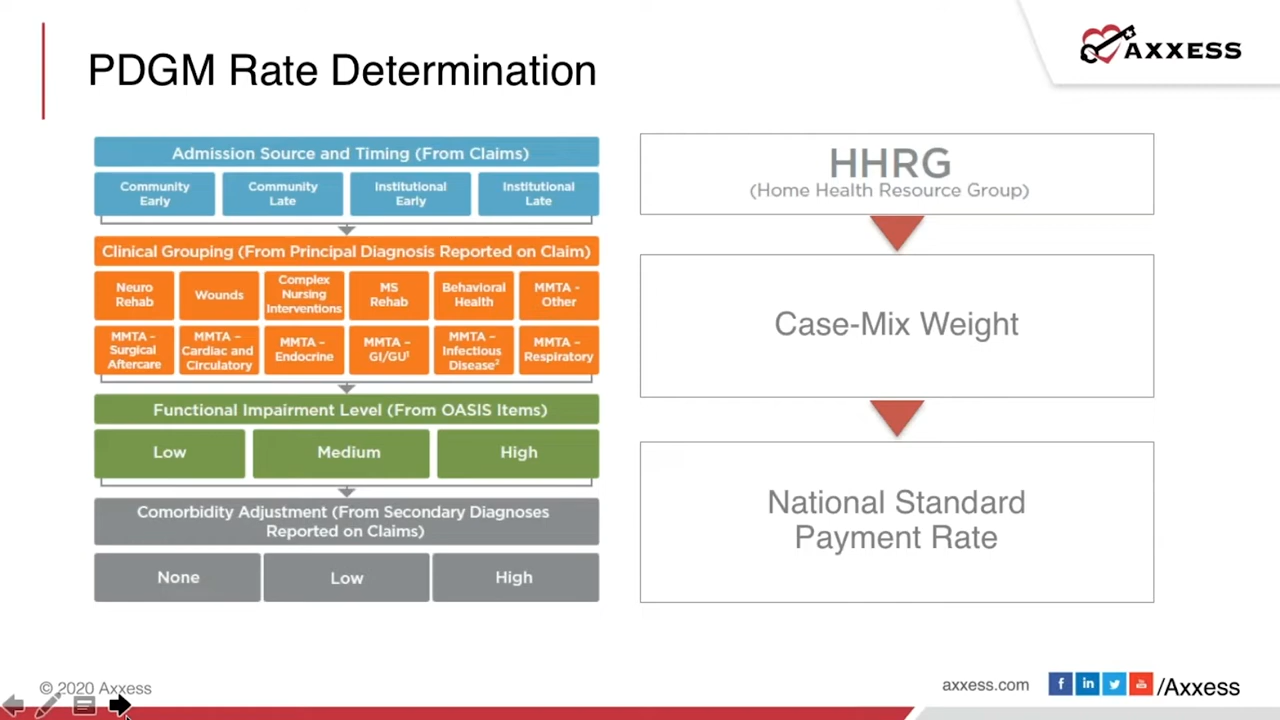 PDGM Rate Determination
AXXESS
Admission Source and Timing (From Claims)
Community
Early
Community
Late
Institutional
Early
Institutional
Late
Clinical Grouping (From Principal Diagnosis Reported on Claim)
Neuro
Rehab
Wounds
Complex
Nursing
Interventions
MS
Rehab
Behavioral
Health
MMTA -
Other
MMTA –
Surgical
Aftercare
MMTA –
Cardiac and
Circulatory
MMTA –
Endocrine
MMTA –
GI/GU¹
MMTA –
Infectious
Disease²
MMTA –
Respiratory
Functional Impairment Level (From OASIS Items)
Low
Medium
High
Comorbidity Adjustment (From Secondary Diagnoses
Reported on Claims)
None
Low
High
HHRG
(Home Health Resource Group)
Case-Mix Weight
National Standard
Payment Rate
© 2020 Axxess
axxess.com
/Axxess